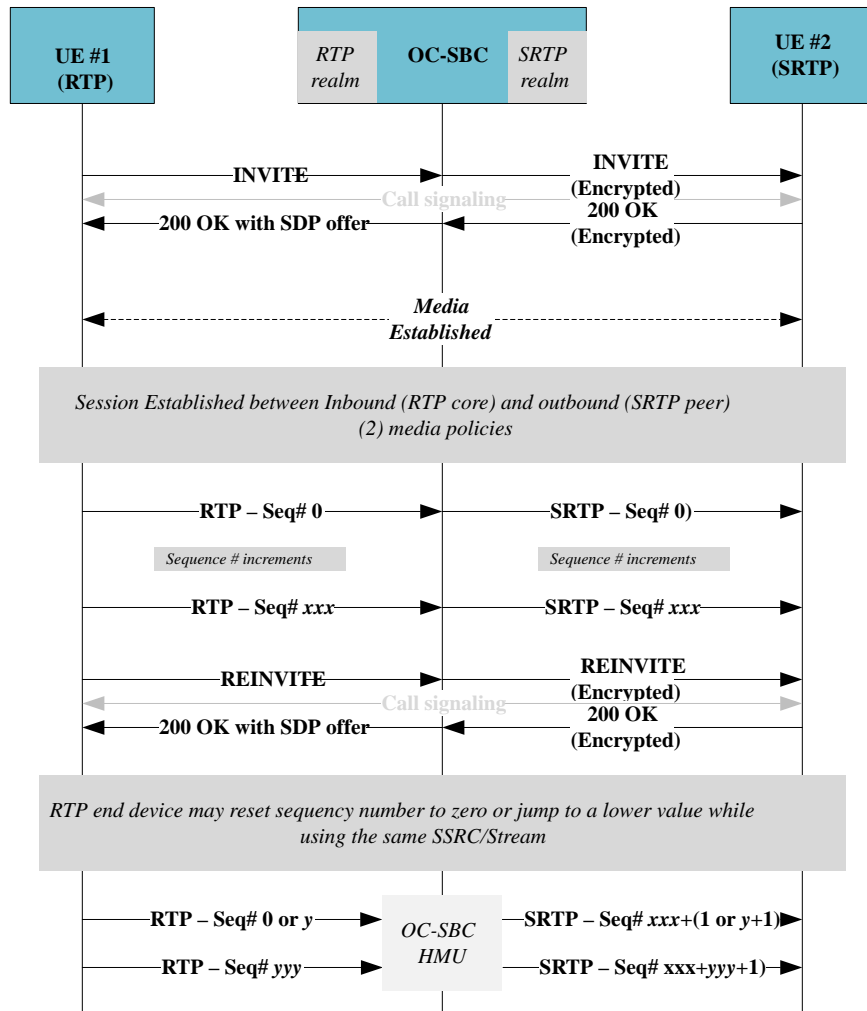 UE #1
(RTP)
RTP
realm
OC-SBC
SRTP
realm
UE #2
(SRTP)
INVITE
INVITE
(Encrypted)
Call signaling
200 OK with SDP offer
200 OK
(Encrypted)
Media
Established
Session Established between Inbound (RTP core) and outbound (SRTP peer)
(2) media policies
RTP – Seq# 0
SRTP – Seq# 0)
Sequence # increments
Sequence # increments
RTP – Seq# xxx
SRTP – Seq# xxx
REINVITE
REINVITE
(Encrypted)
Call signaling
200 OK with SDP offer
200 OK
(Encrypted)
RTP end device may reset sequency number to zero or jump to a lower value while
using the same SSRC/Stream
RTP – Seq# 0 or y
SRTP – Seq# xxx+(1 or y+1)
OC-SBC
HMU
RTP – Seq# yyy
SRTP – Seq# xxx+yyy+1)